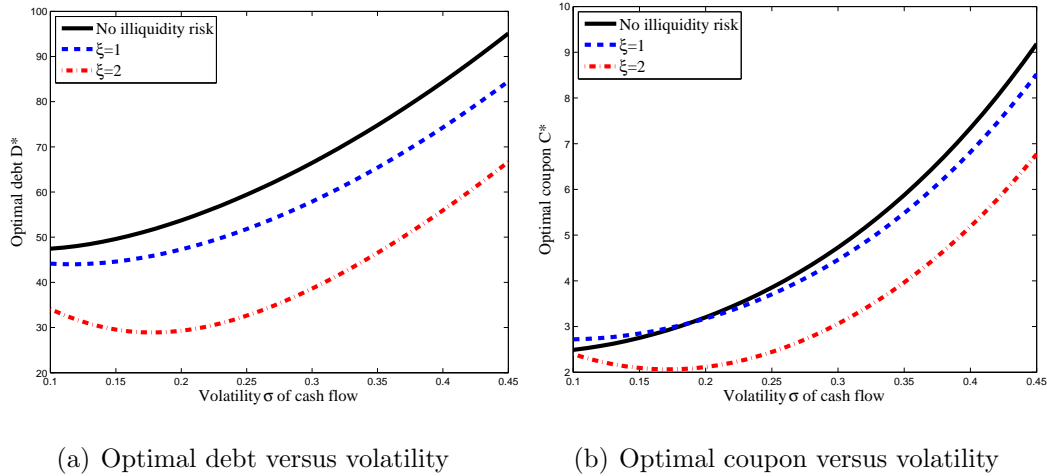 No illiquidity risk
ξ=1
ξ=2
100
90
80
70
60
50
40
30
20
Optimal debt D*
0.1 0.15 0.2 0.25 0.3 0.35 0.4 0.45
Volatility σ of cash flow
(a) Optimal debt versus volatility
No illiquidity risk
ξ=1
ξ=2
10
9
8
7
6
5
4
3
2
Optimal coupon C*
0.1 0.15 0.2 0.25 0.3 0.35 0.4 0.45
Volatility σ of cash flow
(b) Optimal coupon versus volatility